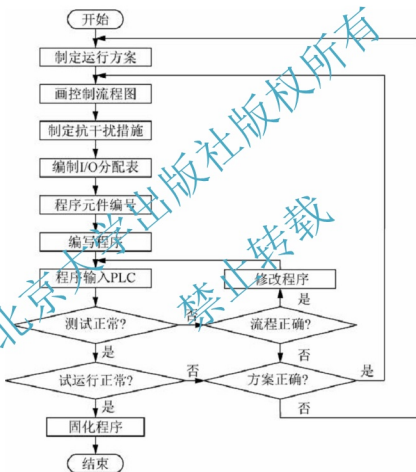 开始
制定运行方案
画控制流程图
制定抗干扰措施
编制I/O分配表
程序元件编号
编写程序
程序输入PLC
修改程序
是
测试正常?
否
流程正确?
是
否
试运行正常?
否
方案正确?
是
是
否
固化程序
结束
北京大学出版社版权所有
禁止转载